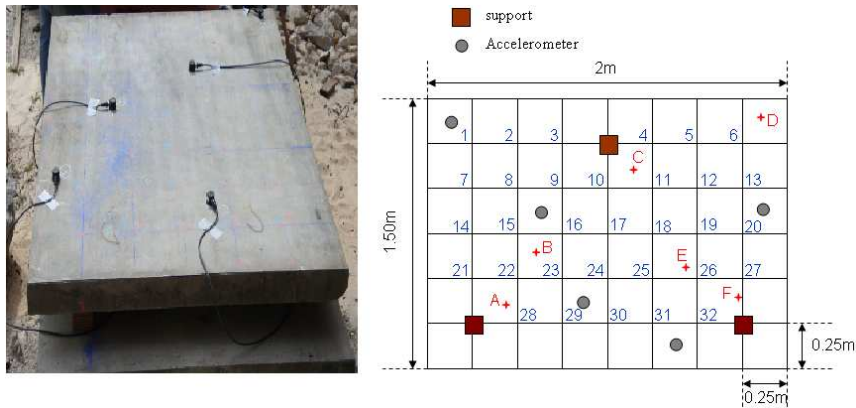 support
Accelerometer
2m
1.50m
1 2 3 4 5 6 D
C
7 8 9 10 11 12 13
14 15 16 17 18 19 20
B E
21 22 23 24 25 26 27
A F
28 29 30 31 32
0.25m
0.25m